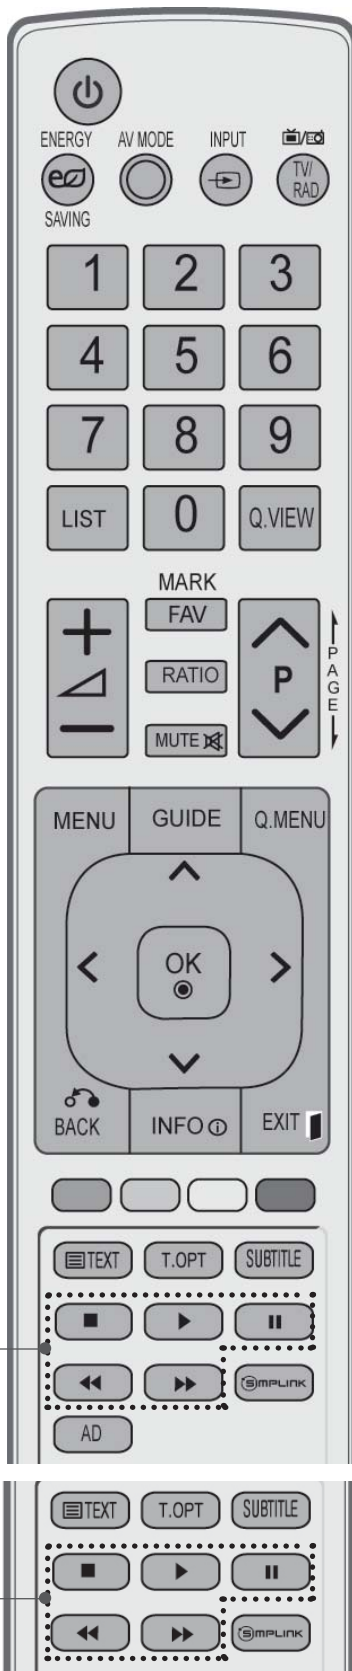 ENERGY AV MODE INPUT
TV/
RAD
SAVING
1 2 3
4 5 6
7 8 9
LIST 0 Q.VIEW
MARK
FAV
RATIO
P
PAGE
MUTE
MENU GUIDE Q.MENU
OK
BACK INFO EXIT
TEXT T.OPT SUBTITLE
SIMPLINK
AD
TEXT T.OPT SUBTITLE
SIMPLINK